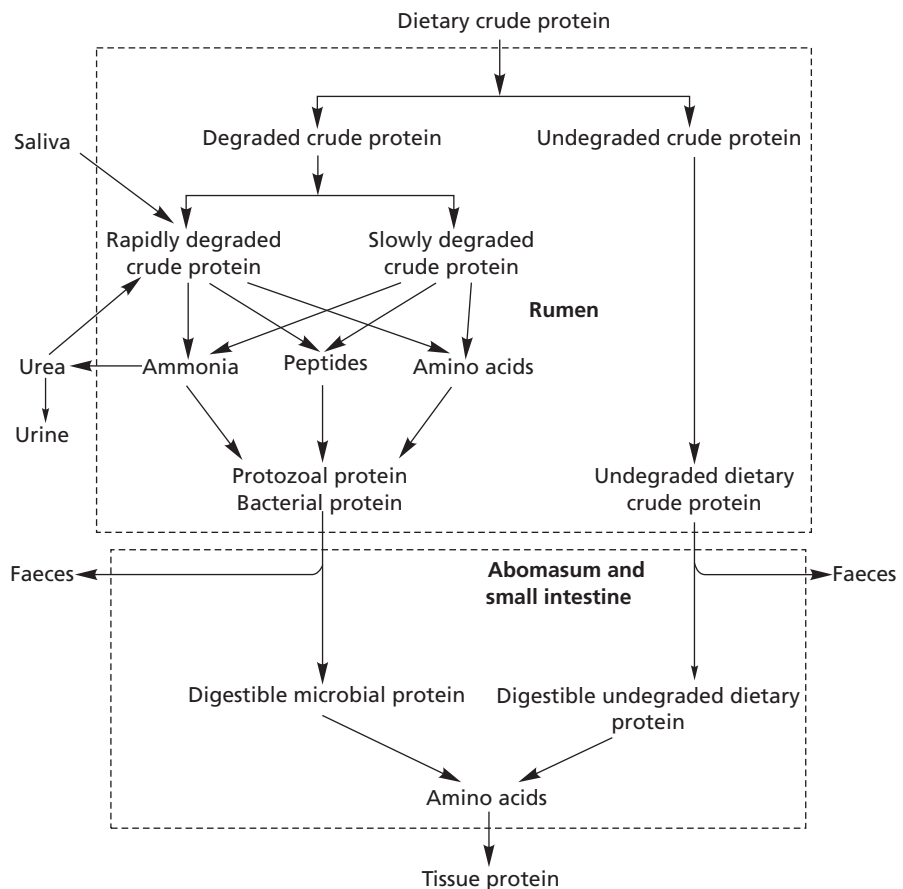 Dietary crude protein
Saliva
Degraded crude protein
Undegraded crude protein
Rapidly degraded
crude protein
Slowly degraded
crude protein
Rumen
Urea
Ammonia
Peptides
Amino acids
Urine
Protozoal protein
Bacterial protein
Undegraded dietary
crude protein
Faeces
Abomasum and
small intestine
Faeces
Digestible microbial protein
Digestible undegraded dietary
protein
Amino acids
Tissue protein